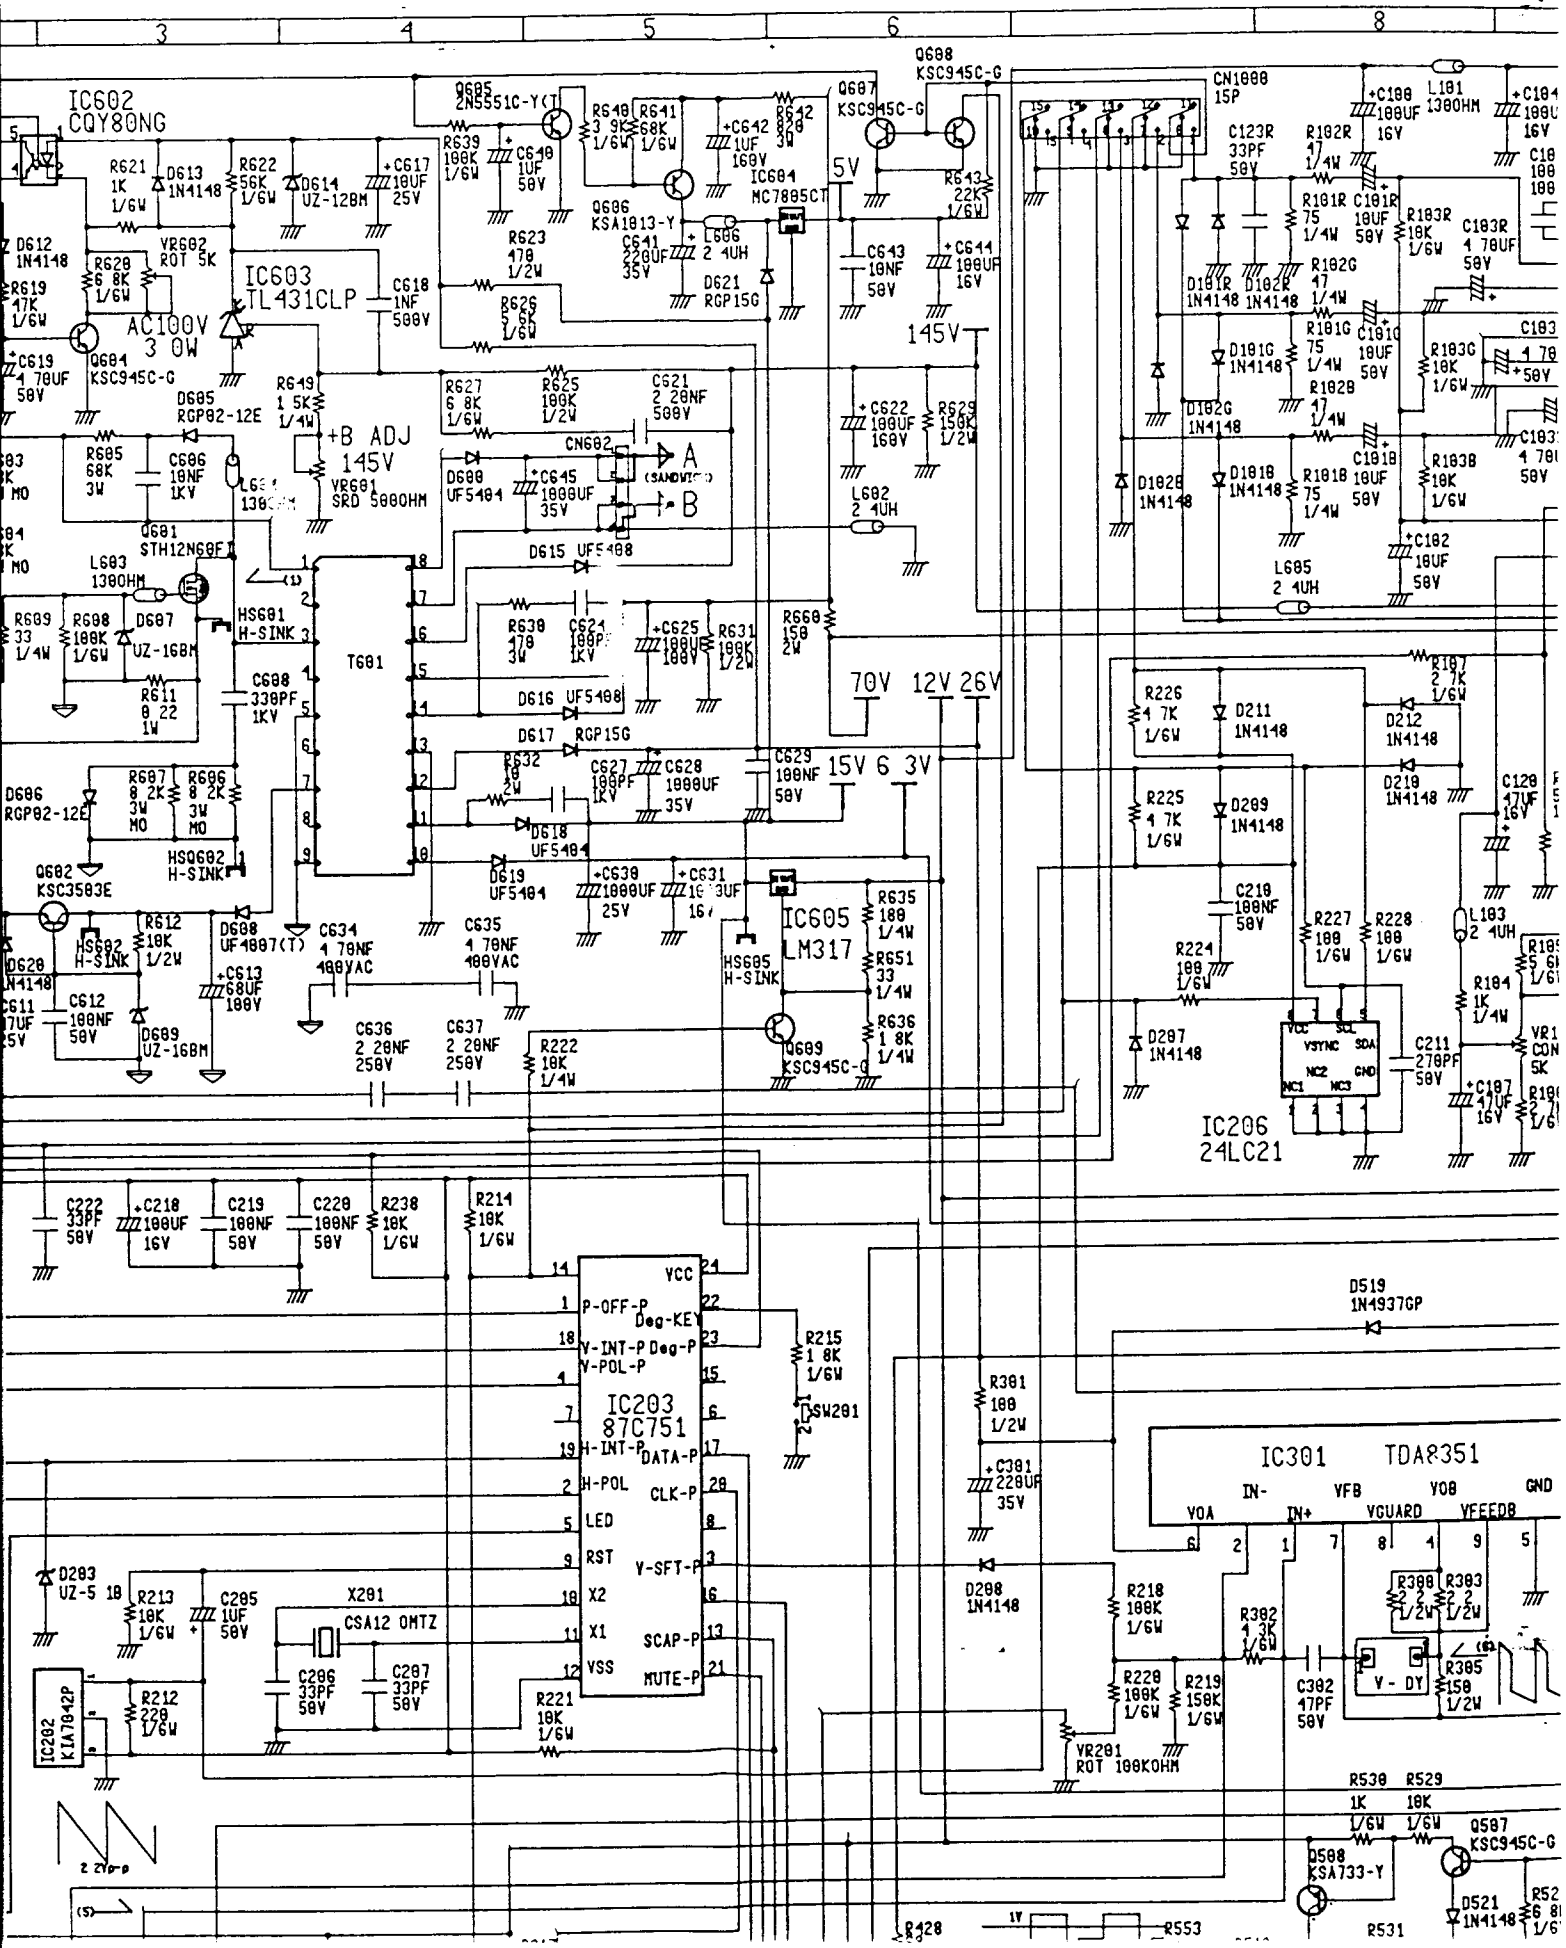 3
4
5
6
8
IC602
CQY80NG
R621
1K
1/6W
D613
1N4148
R622
56K
1/6W
D614
UZ-12BM
+C617
10UF
25V
Q605
2N5551C-Y(T
R639
100K
1/6W
C640
1UF
50V
R640
3 9K
1/6W
R641
68K
1/6W
+C642
1UF
160V
R642
820
3W
Q607
KSC945C-G
Q608
KSC945C-G
IC604
MC7805CT
5V
R643
22K
1/6W
CN1000
15P
C123R
33PF
50V
R102R
47
1/4W
+C100
100UF
16V
L101
130OHM
+C104
100U
16V
D612
1N4148
R619
47K
1/6W
R620
6 8K
1/6W
VR602
ROT 5K
IC603
TL431CLP
AC100V
3 0W
Q604
KSC945C-G
+C619
4 70UF
50V
C618
1NF
500V
R623
470
1/2W
R626
5 6K
1/6W
Q606
KSA1013-Y
C641
220UF
35V
L606
2 4UH
D621
RGP15G
C643
10NF
50V
+C644
100UF
16V
145V
R101R
75
1/4W
C101R
10UF
50V
R103R
10K
1/6W
C103R
4 70UF
50V
D101R
1N4148
D102R
1N4148
R102G
47
1/4W
R101G
75
1/4W
C101G
10UF
50V
R103G
10K
1/6W
D101G
1N4148
D102G
1N4148
R102B
47
1/4W
D605
RGP02-12E
R649
1 5K
1/4W
R627
6 8K
1/6W
R625
100K
1/2W
C621
2 20NF
500V
+C622
100UF
160V
R629
150K
1/2W
R605
68K
3W
C606
10NF
1KV
+B ADJ
145V
VR601
SRD 500OHM
D600
UF5404
CN602
+C645
1000UF
35V
A
B
L602
2 4UH
D102B
1N4148
D101B
1N4148
R101B
75
1/4W
C101B
10UF
50V
R103B
10K
1/6W
C102
10UF
50V
Q601
STH12N60F
L603
130OHM
R609
33
1/4W
R608
100K
1/6W
D607
UZ-16BM
HS601
H-SINK
R611
0 22
1W
C608
330PF
1KV
T601
D615
UF5408
R630
470
3W
C624
100PF
1KV
+C625
100UF
100V
R631
100K
1/2W
R660
150
2W
L605
2 4UH
D616
UF5408
D617
RGP15G
70V
12V
26V
R226
4 7K
1/6W
D211
1N4148
R107
2 7K
1/6W
D212
1N4148
D210
1N4148
D606
RGP02-12E
R607
8 2K
3W
MO
R606
8 2K
3W
MO
HSQ602
H-SINK
R632
10
2W
C627
100PF
1KV
+C628
1000UF
35V
C629
100NF
50V
15V
6 3V
R225
4 7K
1/6W
D209
1N4148
C120
47UF
16V
D618
UF5404
D619
UF5404
+C630
1000UF
25V
Q602
KSC3503E
HS602
H-SINK
R612
10K
1/2W
D608
UF4007(T)
+C613
68UF
100V
C612
100NF
50V
D609
UZ-16BM
C634
4 70NF
400VAC
C635
4 70NF
400VAC
C636
2 20NF
250V
C637
2 20NF
250V
IC605
LM317
HS605
H-SINK
R635
180
1/4W
R651
33
1/4W
R636
1 8K
1/4W
Q609
KSC945C-G
R222
10K
1/4W
C210
100NF
50V
R224
100
1/6W
R227
100
1/6W
R228
100
1/6W
D207
1N4148
VCC
SCL
VSYNC
SDA
NC2
GND
NC1
NC3
IC206
24LC21
C211
270PF
50V
L103
2 4UH
R104
1K
1/4W
+C107
47UF
16V
C222
33PF
50V
+C218
100UF
16V
C219
100NF
50V
C220
100NF
50V
R238
10K
1/6W
R214
10K
1/6W
14
VCC
24
1
P-OFF-P
Deg-KEY
22
18
V-INT-P
Deg-P
23
V-POL-P
4
15
IC203
87C751
7
6
19
H-INT-P
DATA-P
17
2
H-POL
CLK-P
20
5
LED
8
9
RST
V-SFT-P
3
10
X2
16
11
X1
SCAP-P
13
12
VSS
MUTE-P
21
R215
1 8K
1/6W
SW201
R301
100
1/2W
+C301
220UF
35V
D519
1N4937GP
IC301
TDA8351
IN-
VFB
VOB
GND
VOA
IN+
VGUARD
VFEEDB
6
2
1
7
8
4
9
5
D203
UZ-5 1B
R213
10K
1/6W
C205
1UF
50V
X201
CSA12 0MTZ
C206
33PF
50V
C207
33PF
50V
IC202
KIA7042P
R212
220
1/6W
R221
10K
1/6W
D208
1N4148
R218
100K
1/6W
R220
100K
1/6W
R219
150K
1/6W
R302
4 3K
1/6W
C302
47PF
50V
R300
2 2
1/2W
R303
2 2
1/2W
V - DY
R305
150
1/2W
VR201
ROT 100KOHM
2 2Vp-p
(5)
R530
1K
1/6W
R529
10K
1/6W
Q507
KSC945C-G
Q508
KSA733-Y
D521
1N4148
R531
R428
1V
R553